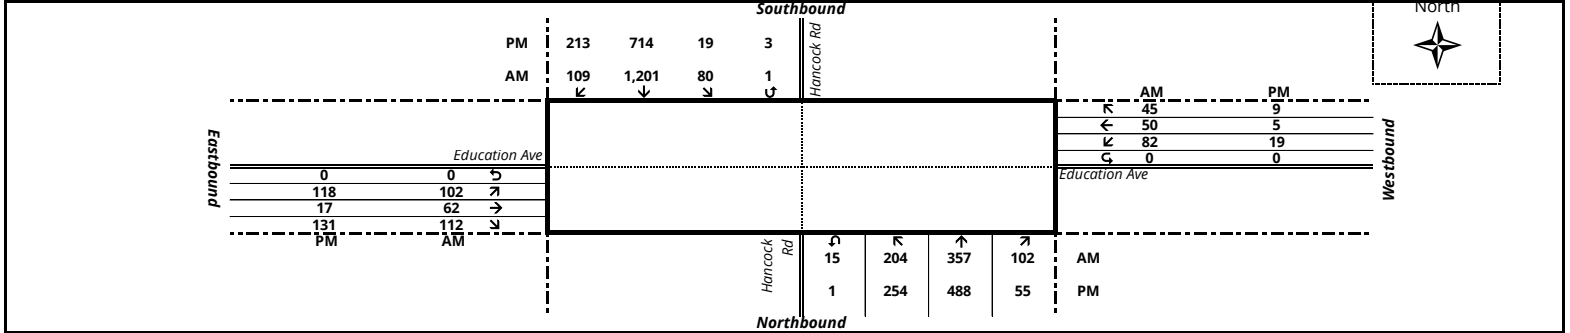 Southbound
North
PM 213 714 19 3
Hancock Rd
AM 109 1,201 80 1
AM PM
45 9
50 5
82 19
0 0
Eastbound
Westbound
Education Ave
Education Ave
0 0
118 102
17 62
131 112
PM AM
Hancock
Rd
15 204 357 102 AM
1 254 488 55 PM
Northbound